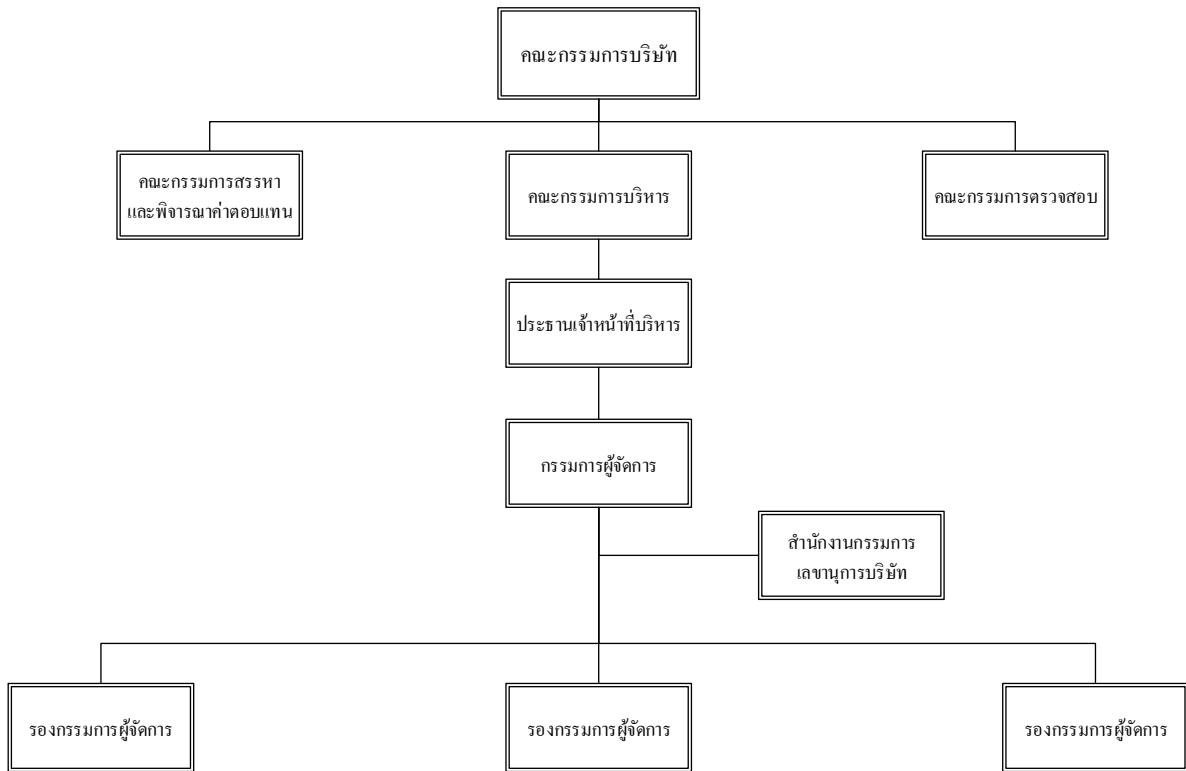 คณะกรรมการบริษัท
คณะกรรมการสรรหา
และพิจารณาค่าตอบแทน
คณะกรรมการบริหาร
คณะกรรมการตรวจสอบ
ประธานเจ้าหน้าที่บริหาร
กรรมการผู้จัดการ
สำนักงานกรรมการ
เลขานุการบริษัท
รองกรรมการผู้จัดการ
รองกรรมการผู้จัดการ
รองกรรมการผู้จัดการ